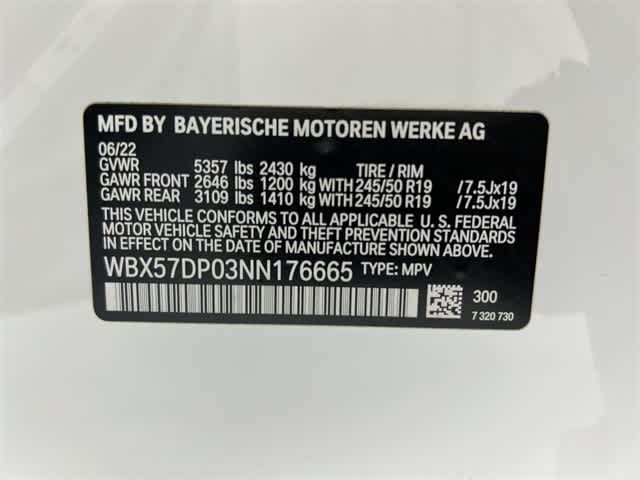 MFD BY BAYERISCHE MOTOREN WERKE AG
06/22
GVWR 5357 lbs 2430 kg TIRE / RIM
GAWR FRONT 2646 lbs 1200 kg WITH 245/50 R19 /7.5Jx19
GAWR REAR 3109 lbs 1410 kg WITH 245/50 R19 /7.5Jx19
THIS VEHICLE CONFORMS TO ALL APPLICABLE U. S. FEDERAL
MOTOR VEHICLE SAFETY AND THEFT PREVENTION STANDARDS
IN EFFECT ON THE DATE OF MANUFACTURE SHOWN ABOVE.
WBX57DP03NN176665 TYPE: MPV
300
7 320 730